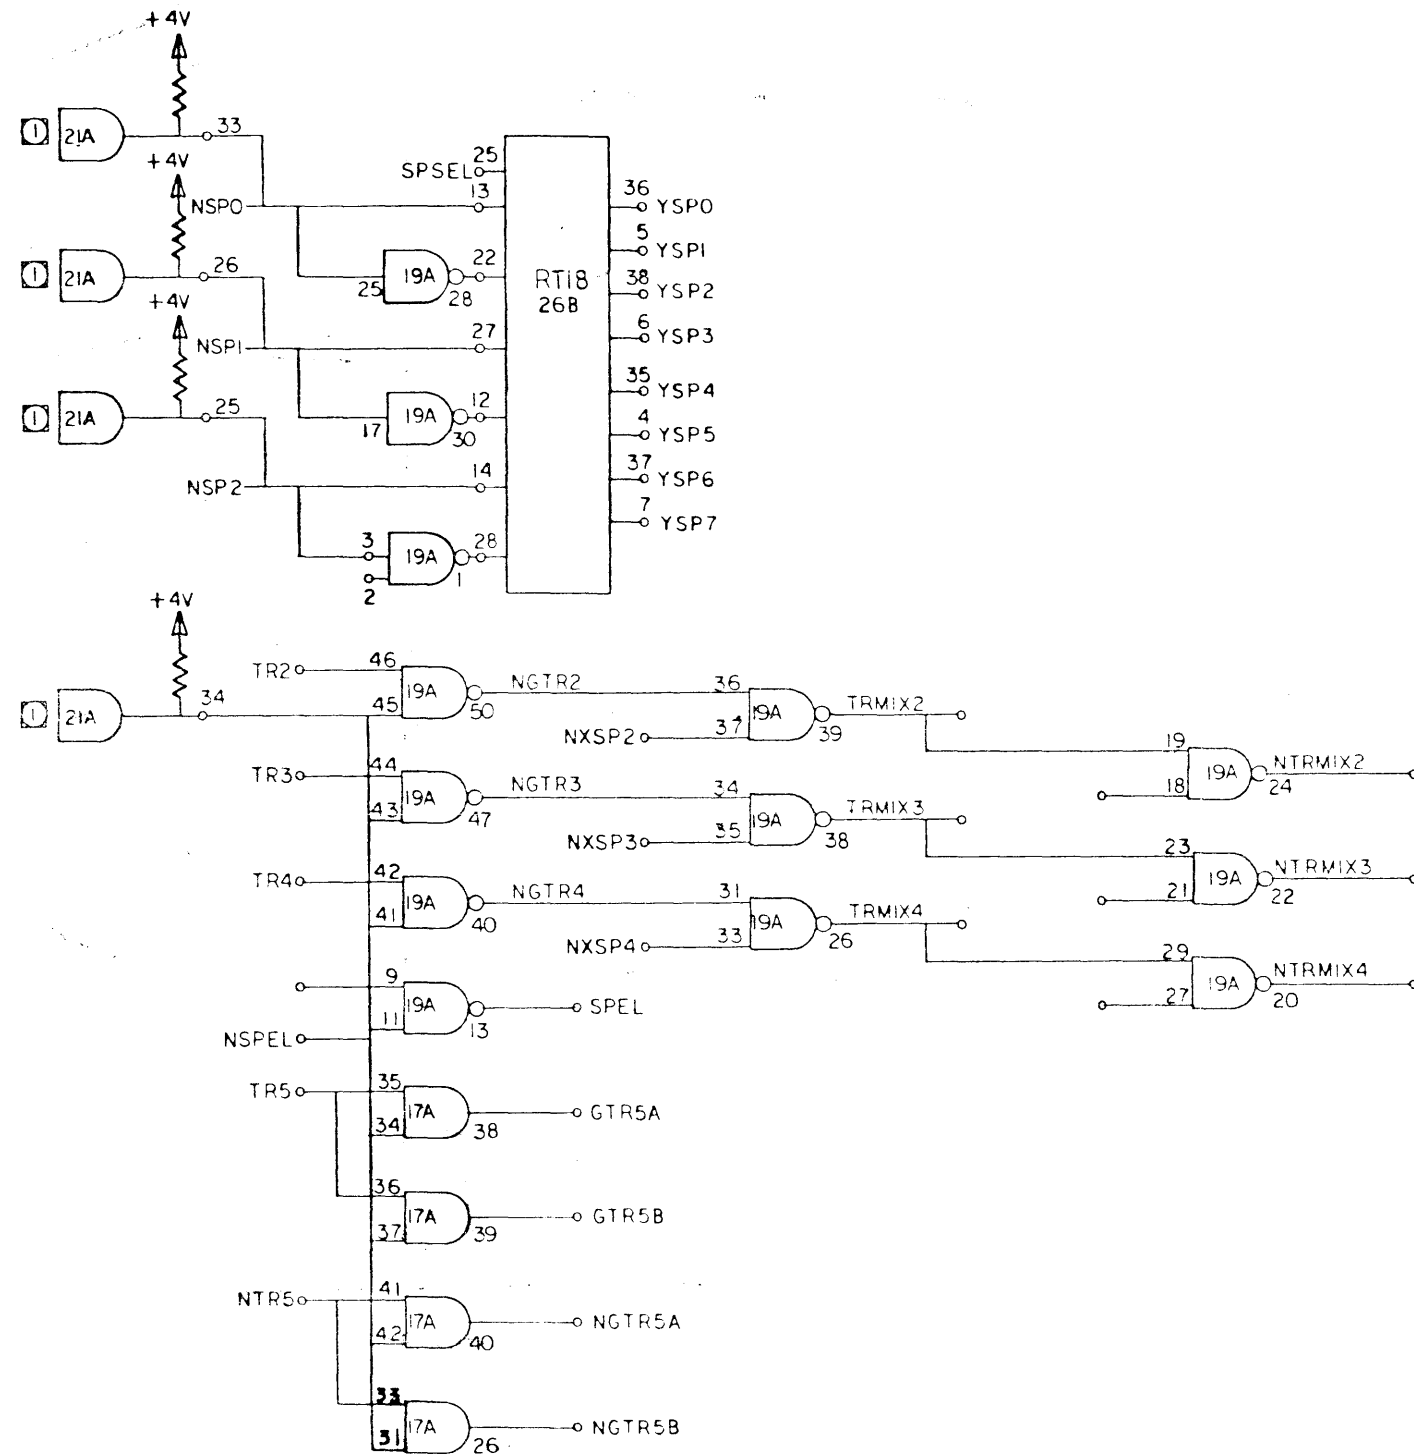 +4V
1 21A 33
+4V
SPSEL 25
NSP0 13
36 YSP0
1 21A 26
25 19A 28 22
RT18
26B
5 YSP1
38 YSP2
+4V
NSP1 27
6 YSP3
1 21A 25
17 19A 30 12
35 YSP4
4 YSP5
NSP2 14
37 YSP6
7 YSP7
3 19A 1 28
2
+4V
1 21A 34
TR2 46
45 19A 50 NGTR2 36
NXSP2 37 19A 39 TRMIX2
19
18 19A 24 NTRMIX2
TR3 44
43 19A 47 NGTR3 34
NXSP3 35 19A 38 TRMIX3
23
21 19A 22 NTRMIX3
TR4 42
41 19A 40 NGTR4 31
NXSP4 33 19A 26 TRMIX4
29
27 19A 20 NTRMIX4
9
11 19A 13 SPEL
NSPEL
TR5 35
34 17A 38 GTR5A
36
37 17A 39 GTR5B
NTR5 41
42 17A 40 NGTR5A
33
31 17A 26 NGTR5B